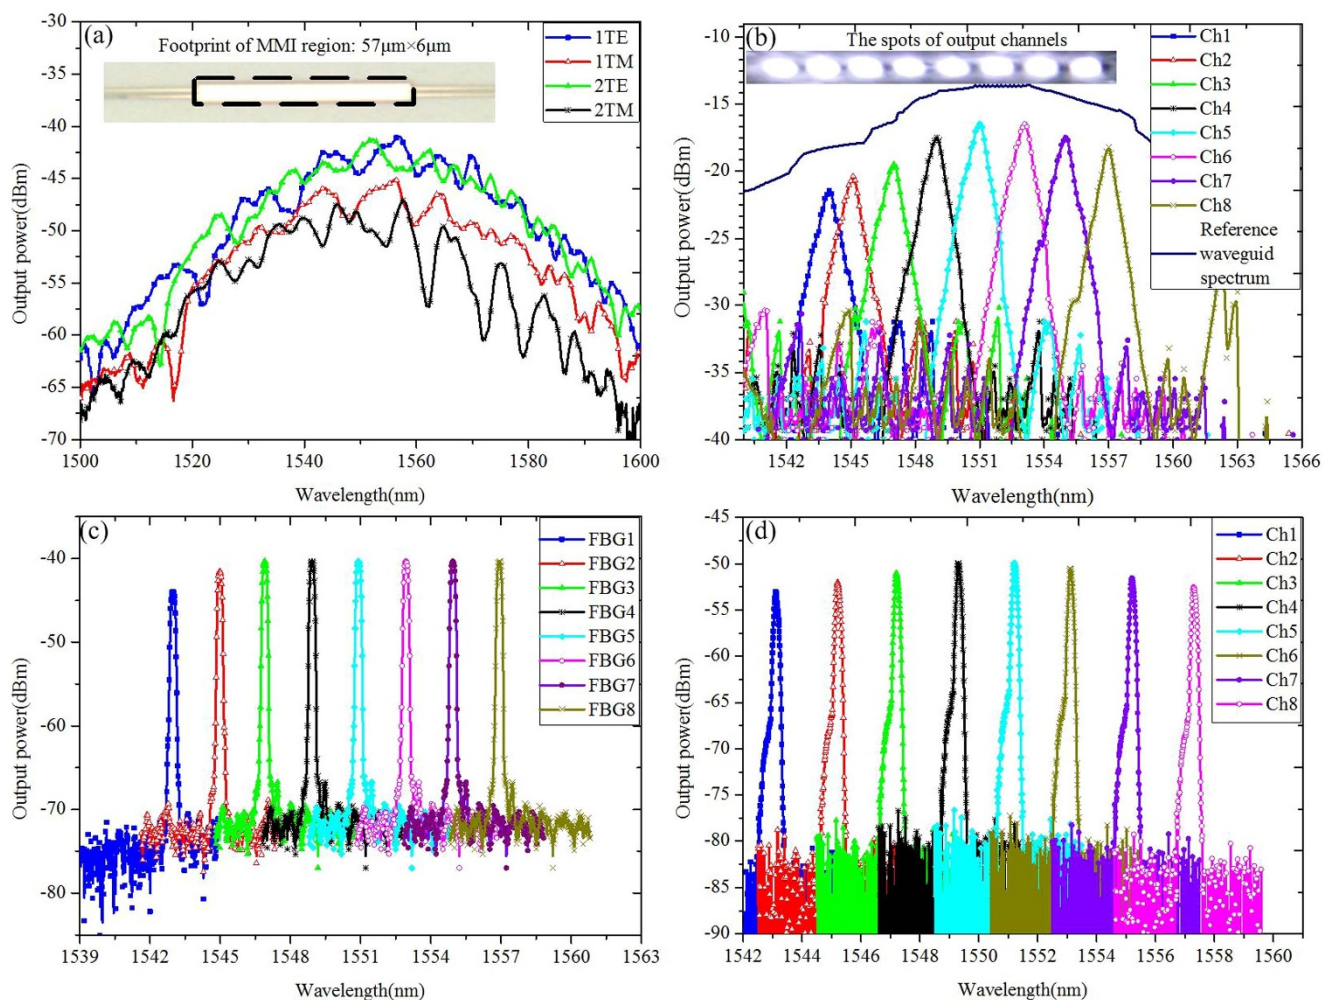 (a)
Footprint of MMI region: 57μm×6μm
1TE
1TM
2TE
2TM
-30
-35
-40
-45
-50
-55
-60
-65
-70
Output power(dBm)
1500 1520 1540 1560 1580 1600
Wavelength(nm)
(b)
The spots of output channels
Ch1
Ch2
Ch3
Ch4
Ch5
Ch6
Ch7
Ch8
Reference
waveguid
spectrum
-10
-15
-20
-25
-30
-35
-40
Output power(dBm)
1542 1545 1548 1551 1554 1557 1560 1563 1566
Wavelength(nm)
(c)
FBG1
FBG2
FBG3
FBG4
FBG5
FBG6
FBG7
FBG8
-40
-50
-60
-70
-80
Output power(dBm)
1539 1542 1545 1548 1551 1554 1557 1560 1563
Wavelength(nm)
(d)
Ch1
Ch2
Ch3
Ch4
Ch5
Ch6
Ch7
Ch8
-45
-50
-55
-60
-65
-70
-75
-80
-85
-90
Output power(dBm)
1542 1544 1546 1548 1550 1552 1554 1556 1558 1560
Wavelength(nm)